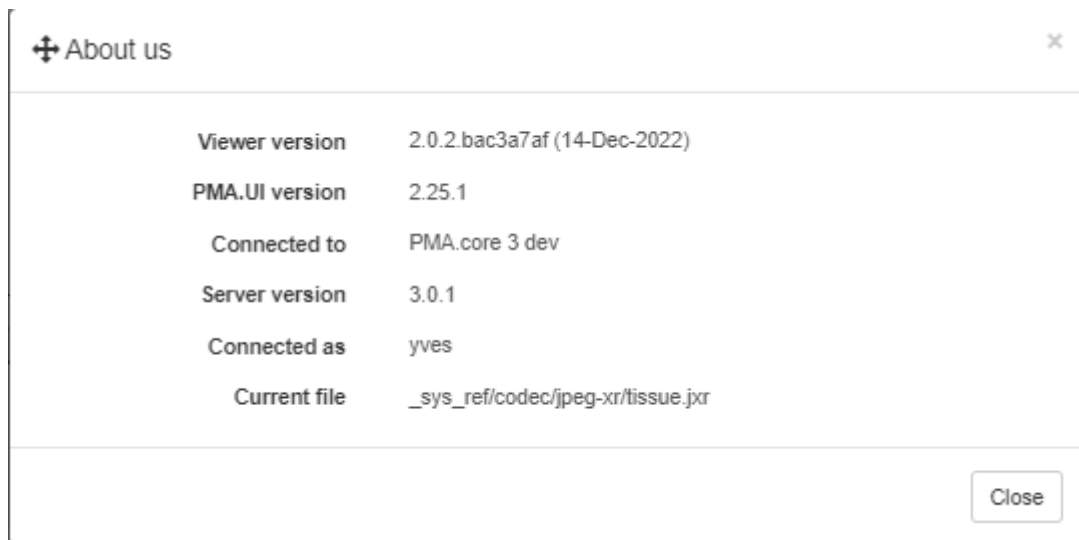 About us
×
Viewer version 2.0.2.bac3a7af (14-Dec-2022)
PMA.UI version 2.25.1
Connected to PMA.core 3 dev
Server version 3.0.1
Connected as yves
Current file _sys_ref/codec/jpeg-xr/tissue.jxr
Close